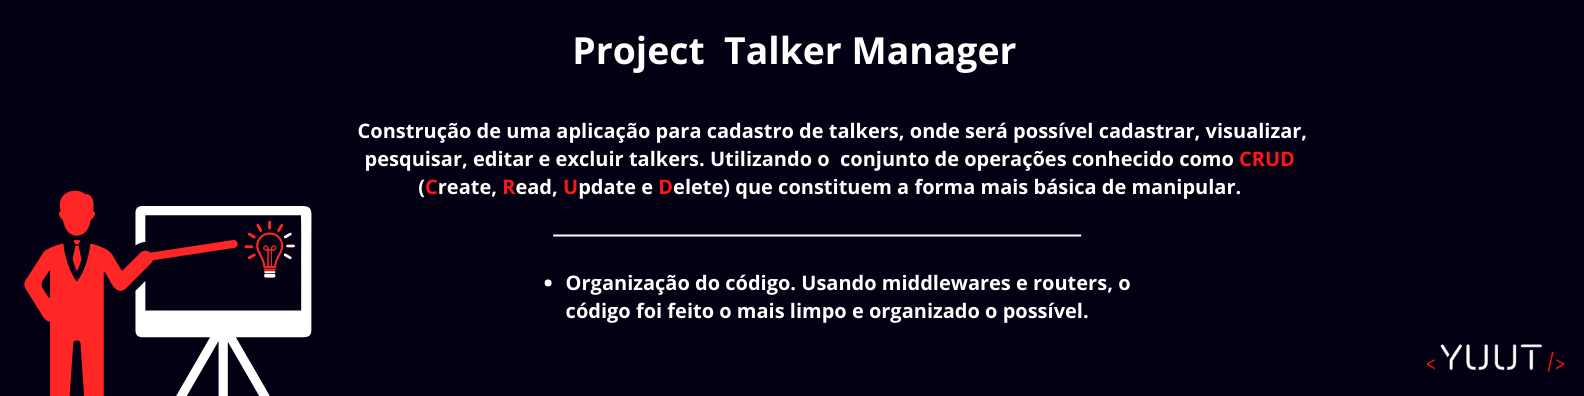 Project  Talker Manager
Construção de uma aplicação para cadastro de talkers, onde será possível cadastrar, visualizar,
pesquisar, editar e excluir talkers. Utilizando o  conjunto de operações conhecido como CRUD
(Create, Read, Update e Delete) que constituem a forma mais básica de manipular.
• Organização do código. Usando middlewares e routers, o
código foi feito o mais limpo e organizado o possível.
<YUUT/>